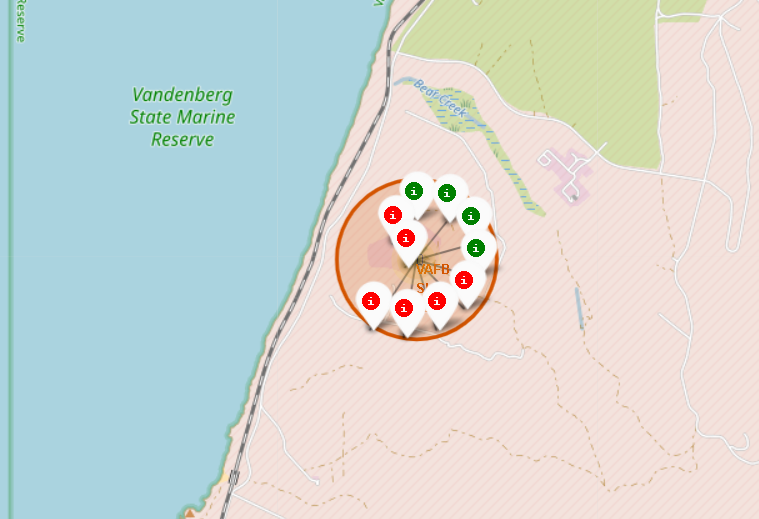 Reserve
Vandenberg
State Marine
Reserve
Bear Creek
i
i
i
i
i
i
VAFB
i
i
i
i